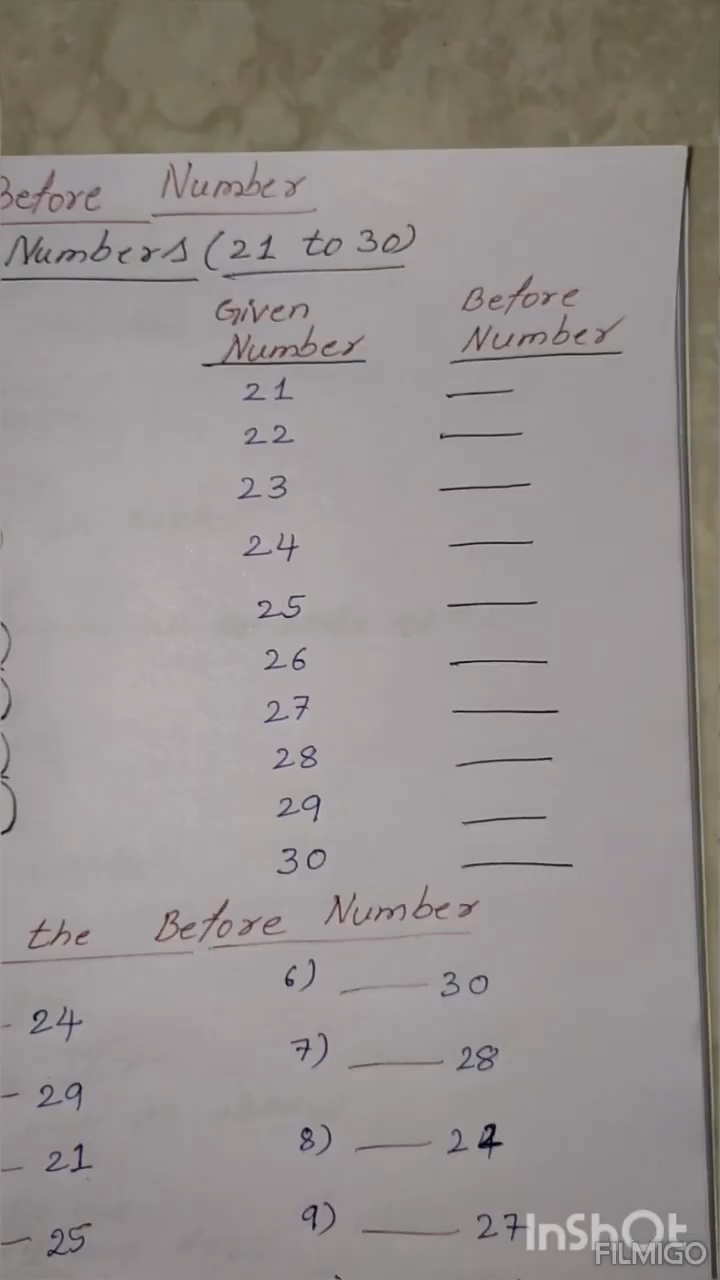 Before Number
Numbers (21 to 30)
Given Number Before Number
21 —
22 —
23 —
24 —
25 —
26 —
27 —
28 —
29 —
30 —
the Before Number
- 24 6) — 30
- 29 7) — 28
- 21 8) — 2
- 25 9) — 27
InShOt
FILMIGO